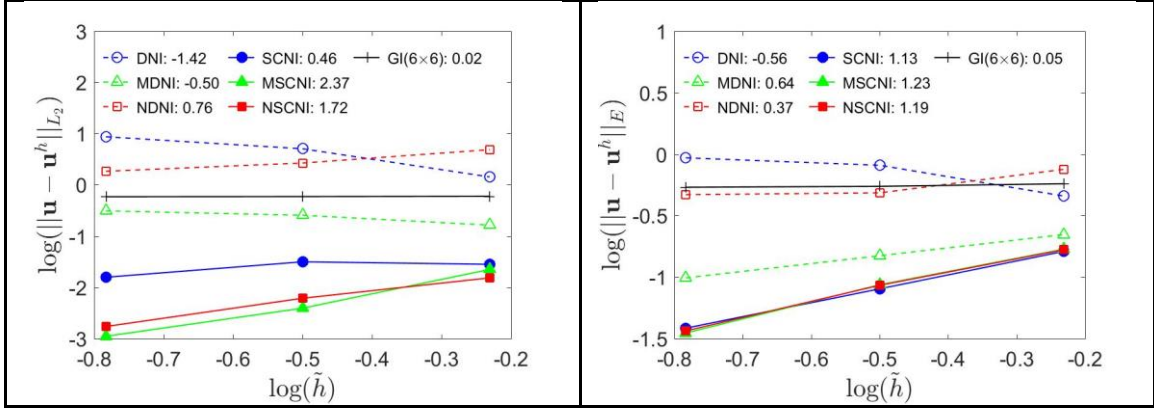 3
2
1
0
-1
-2
-3
-0.8 -0.7 -0.6 -0.5 -0.4 -0.3 -0.2
log(h̃)
log(||u − u^h||_{L_2})
DNI: -1.42 SCNI: 0.46 GI(6×6): 0.02
MDNI: -0.50 MSCNI: 2.37
NDNI: 0.76 NSCNI: 1.72
1
0.5
0
-0.5
-1
-1.5
-0.8 -0.7 -0.6 -0.5 -0.4 -0.3 -0.2
log(h̃)
log(||u − u^h||_E)
DNI: -0.56 SCNI: 1.13 GI(6×6): 0.05
MDNI: 0.64 MSCNI: 1.23
NDNI: 0.37 NSCNI: 1.19